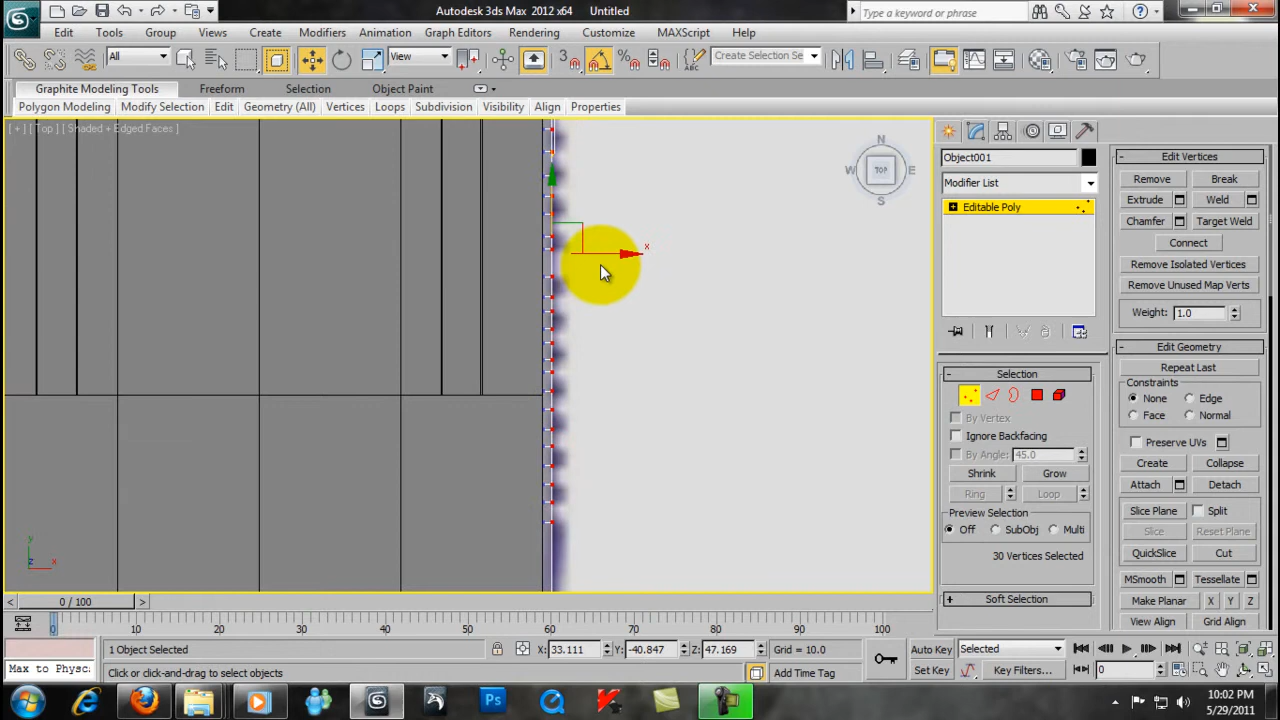 Autodesk 3ds Max 2012 x64 Untitled
Type a keyword or phrase
Edit Tools Group Views Create Modifiers Animation Graph Editors Rendering Customize MAXScript Help
All View 3 Create Selection Se
Graphite Modeling Tools Freeform Selection Object Paint
Polygon Modeling Modify Selection Edit Geometry (All) Vertices Loops Subdivision Visibility Align Properties
[ + ] [ Top ] [ Shaded + Edged Faces ]
N
W TOP E
S
x
y
z x
Object001
Modifier List
Editable Poly
Selection
By Vertex
Ignore Backfacing
By Angle: 45.0
Shrink Grow
Ring Loop
Preview Selection
Off SubObj Multi
30 Vertices Selected
Soft Selection
Edit Vertices
Remove Break
Extrude Weld
Chamfer Target Weld
Connect
Remove Isolated Vertices
Remove Unused Map Verts
Weight: 1.0
Edit Geometry
Repeat Last
Constraints
None Edge
Face Normal
Preserve UVs
Create Collapse
Attach Detach
Slice Plane Split
Slice Reset Plane
QuickSlice Cut
MSmooth Tessellate
Make Planar X Y Z
View Align Grid Align
< 0 / 100 >
0 10 20 30 40 50 60 70 80 90 100
1 Object Selected X: 33.111 Y: -40.847 Z: 47.169 Grid = 10.0 Auto Key Selected
Max to Physc Click or click-and-drag to select objects Add Time Tag Set Key Key Filters... 0
Ps
10:02 PM
5/29/2011